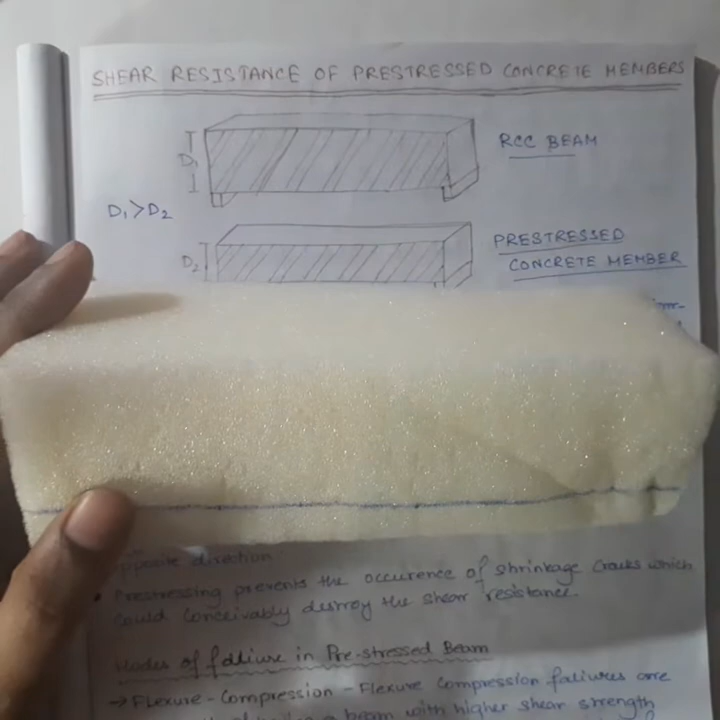 SHEAR RESISTANCE OF PRESTRESSED CONCRETE MEMBERS
RCC BEAM
D1
D1>D2
PRESTRESSED
CONCRETE MEMBER
D2
opposite direction.
• Prestressing prevents the occurence of shrinkage cracks which
could conceivably destroy the shear resistance.
Modes of failure in Pre-stressed Beam
→ Flexure - Compression - Flexure compression failures are
a beam with higher shear strength